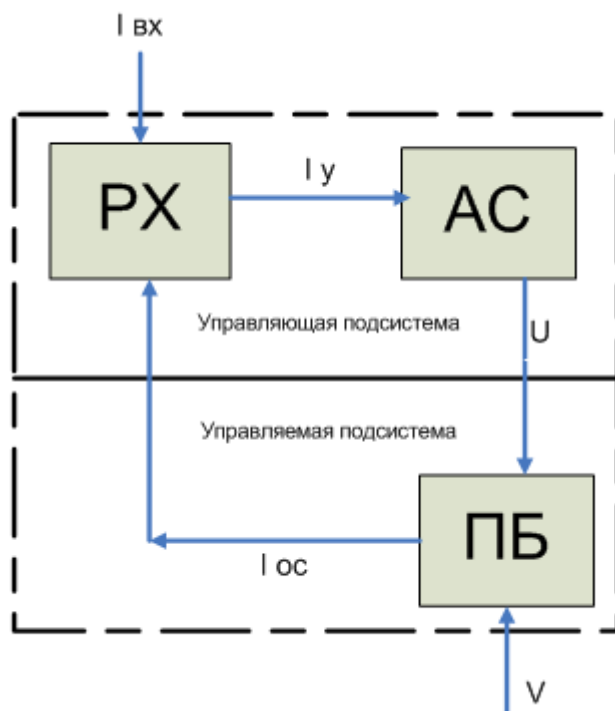 I вх
РХ
I у
АС
Управляющая подсистема
U
Управляемая подсистема
ПБ
I ос
V